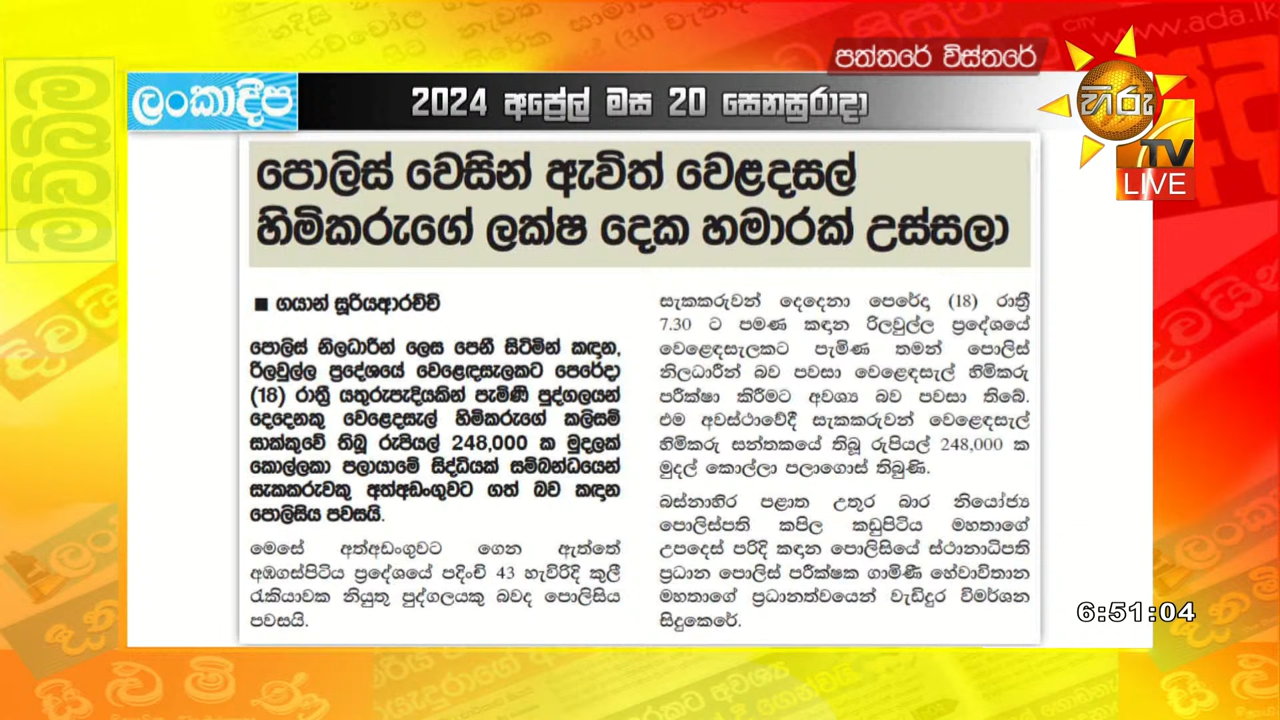 පත්තරේ විස්තරේ
www.ada.lk
හිරු
TV
LIVE
ලංකාදීප
2024 අප්‍රේල් මස 20 සෙනසුරාදා
පොලිස් වෙසින් ඇවිත් වෙළදසල්
හිමිකරුගේ ලක්ෂ දෙක හමාරක් උස්සලා
■ ගයාන් සූරියආරච්චි
පොලිස් නිලධාරීන් ලෙස පෙනී සිටිමින් කඳාන,
රිලවුල්ල ප්‍රදේශයේ වෙළෙඳසැලකට පෙරේදා
(18) රාත්‍රී යතුරුපැදියකින් පැමිණි පුද්ගලයන්
දෙදෙනකු වෙළෙදසැල් හිමිකරුගේ කලිසම්
සාක්කුවේ තිබූ රුපියල් 248,000 ක මුදලක්
කොල්ලකා පලායාමේ සිද්ධියක් සම්බන්ධයෙන්
සැකකරුවකු අත්අඩංගුවට ගත් බව කඳාන
පොලිසිය පවසයි.
මෙසේ අත්අඩංගුවට ගෙන ඇත්තේ
අඹගස්පිටිය ප්‍රදේශයේ පදිංචි 43 හැවිරිදි කුලී
රැකියාවක නියුතු පුද්ගලයකු බවද පොලිසිය
පවසයි.
සැකකරුවන් දෙදෙනා පෙරේදා (18) රාත්‍රී
7.30 ට පමණ කඳාන රිලවුල්ල ප්‍රදේශයේ
වෙළෙඳසැලකට පැමිණ තමන් පොලිස්
නිලධාරීන් බව පවසා වෙළෙඳසැල් හිමිකරු
පරීක්ෂා කිරීමට අවශ්‍ය බව පවසා තිබේ.
එම අවස්ථාවේදී සැකකරුවන් වෙළෙඳසැල්
හිමිකරු සන්තකයේ තිබූ රුපියල් 248,000 ක
මුදල් කොල්ලා පලාගොස් තිබුණි.
බස්නාහිර පළාත උතුර බාර නියෝජ්‍ය
පොලිස්පති කපිල කඩුපිටිය මහතාගේ
උපදෙස් පරිදි කඳාන පොලිසියේ ස්ථානාධිපති
ප්‍රධාන පොලිස් පරීක්ෂක ගාමිණී හේවාවිතාන
මහතාගේ ප්‍රධානත්වයෙන් වැඩිදුර විමර්ශන
සිදුකෙරේ.
6:51:04